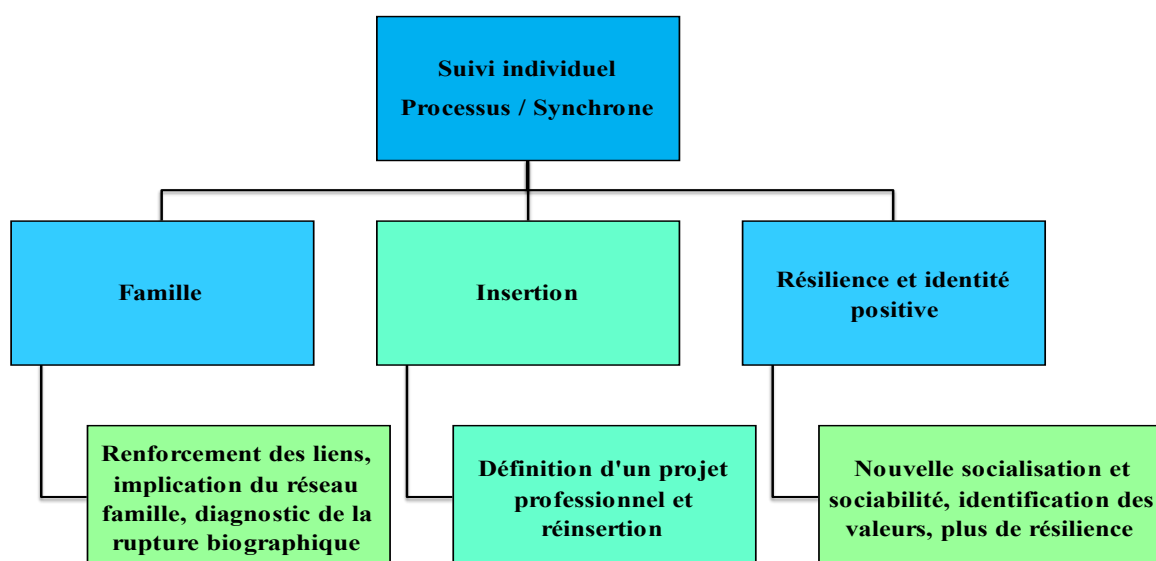 Suivi individuel
Processus / Synchrone
Famille
Insertion
Résilience et identité
positive
Renforcement des liens,
implication du réseau
famille, diagnostic de la
rupture biographique
Définition d'un projet
professionnel et
réinsertion
Nouvelle socialisation et
sociabilité, identification des
valeurs, plus de résilience